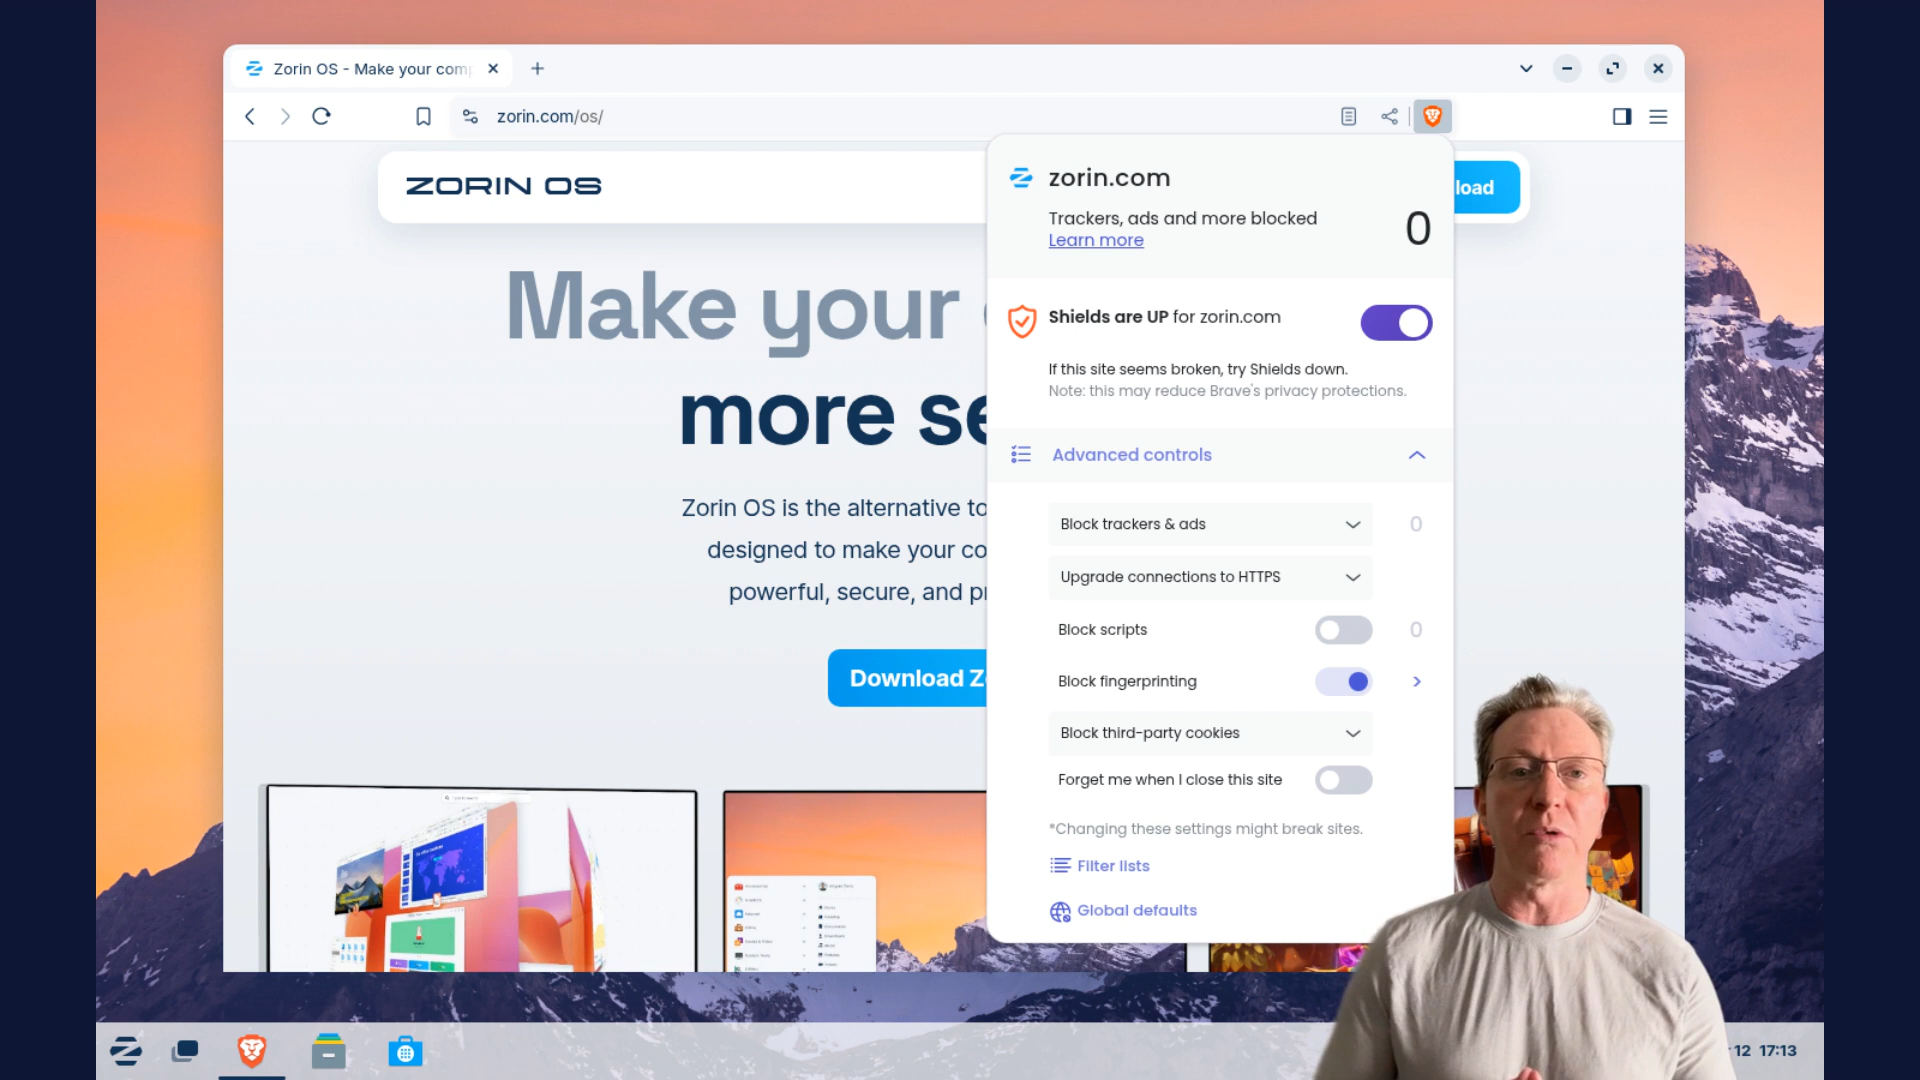 Zorin OS - Make your com
zorin.com/os/
ZORIN OS
load
Make your
more se
Zorin OS is the alternative to
designed to make your co
powerful, secure, and pr
Download Z
zorin.com
Trackers, ads and more blocked
Learn more
0
Shields are UP for zorin.com
If this site seems broken, try Shields down.
Note: this may reduce Brave's privacy protections.
Advanced controls
Block trackers & ads
0
Upgrade connections to HTTPS
Block scripts
0
Block fingerprinting
Block third-party cookies
Forget me when I close this site
*Changing these settings might break sites.
Filter lists
Global defaults
12 17:13